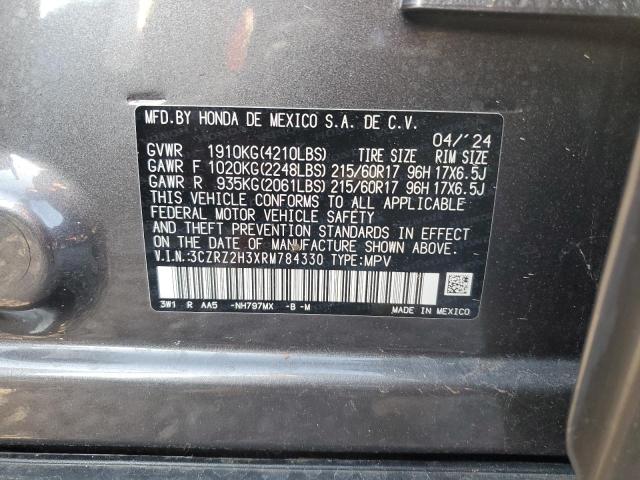 MFD.BY HONDA DE MEXICO S.A. DE C.V.
04/'24
GVWR 1910KG(4210LBS) TIRE SIZE RIM SIZE
GAWR F 1020KG(2248LBS) 215/60R17 96H 17X6.5J
GAWR R 935KG(2061LBS) 215/60R17 96H 17X6.5J
THIS VEHICLE CONFORMS TO ALL APPLICABLE
FEDERAL MOTOR VEHICLE SAFETY
AND THEFT PREVENTION STANDARDS IN EFFECT
ON THE DATE OF MANUFACTURE SHOWN ABOVE.
V.I.N.:3CZRZ2H3XRM784330 TYPE:MPV
3W1 R AA5 -NH797MX -B -M MADE IN MEXICO